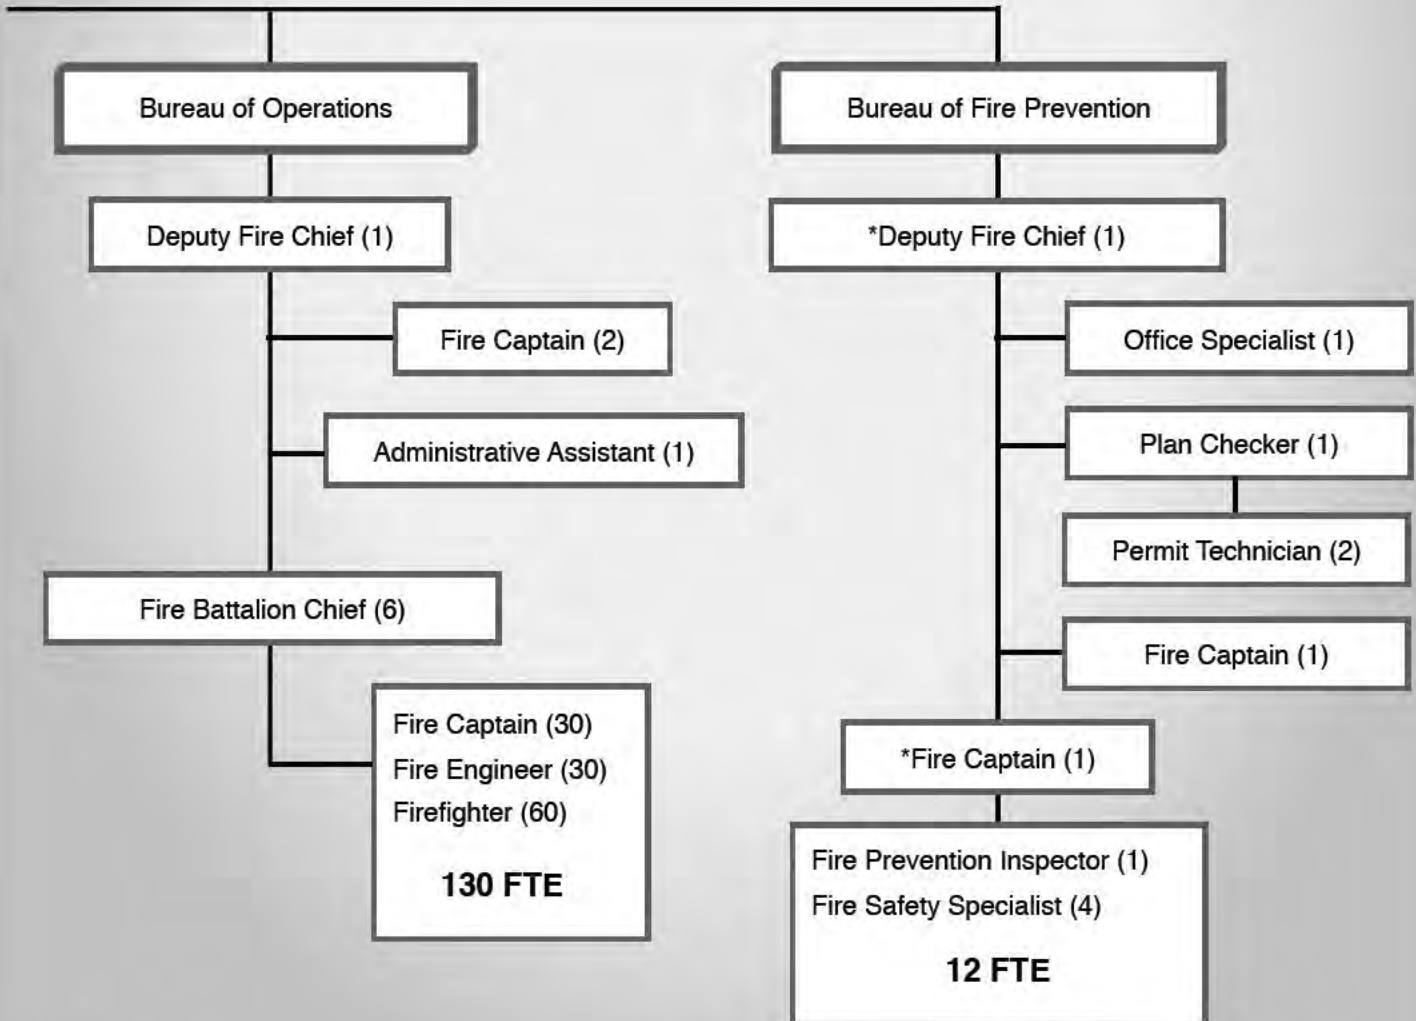 Bureau of Operations
Deputy Fire Chief (1)
Fire Captain (2)
Administrative Assistant (1)
Fire Battalion Chief (6)
Fire Captain (30)
Fire Engineer (30)
Firefighter (60)
130 FTE
Bureau of Fire Prevention
*Deputy Fire Chief (1)
Office Specialist (1)
Plan Checker (1)
Permit Technician (2)
Fire Captain (1)
*Fire Captain (1)
Fire Prevention Inspector (1)
Fire Safety Specialist (4)
12 FTE